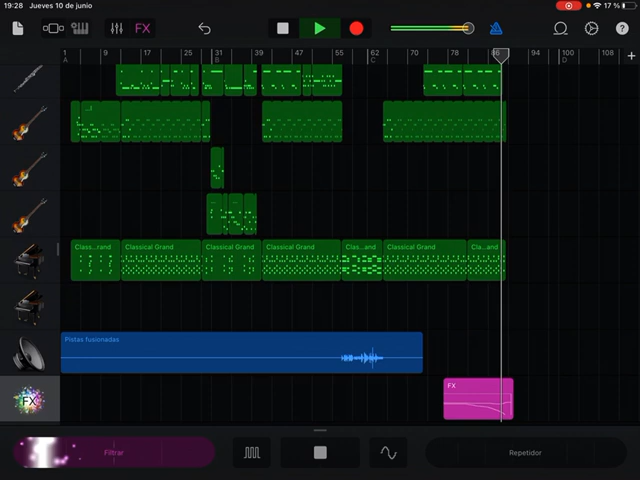 19:28 Jueves 10 de junio
17 %
FX
?
1 9 17 25 31 39 47 55 62 70 78 86 94 100 108
A B C D
Class...rand Classical Grand Classical Grand Classical Grand Clas...and Classical Grand Cla...and
Pistas fusionadas
FX
FX
Filtrar
Repetidor